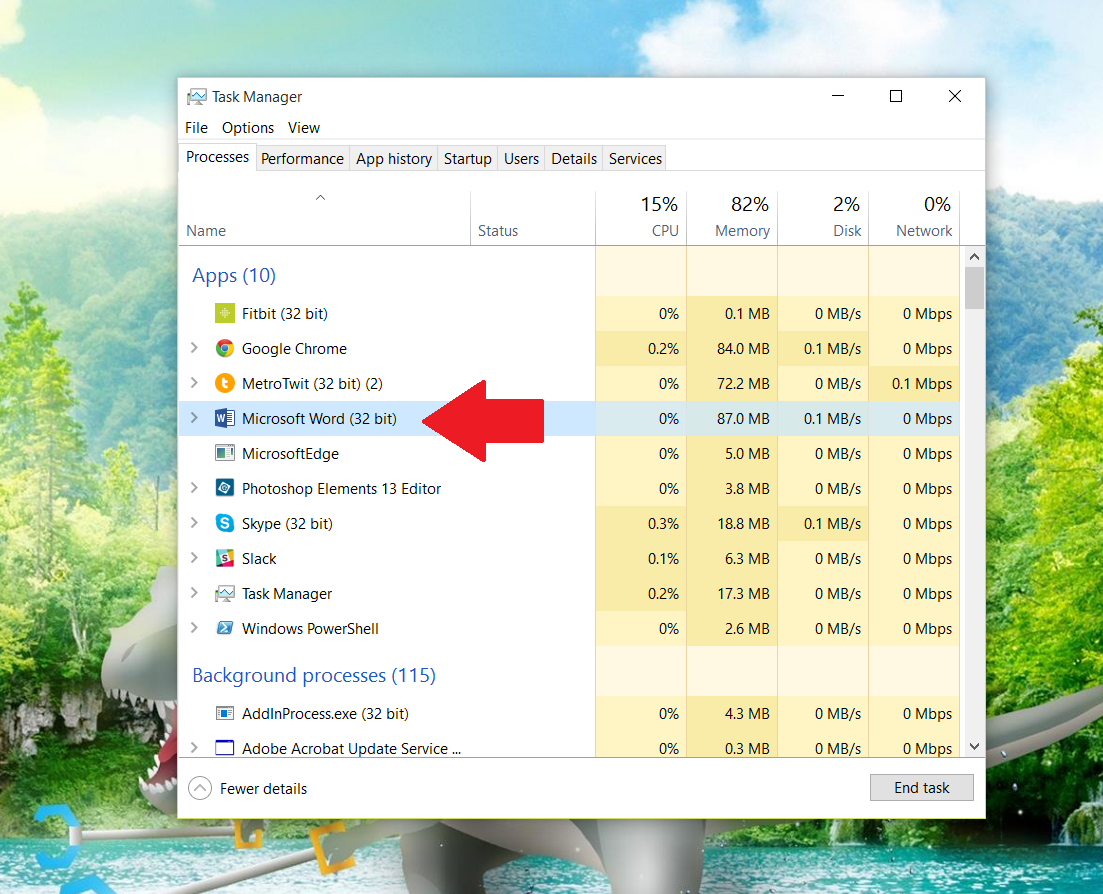 Task Manager
File Options View
Processes Performance App history Startup Users Details Services
15% 82% 2% 0%
Name Status CPU Memory Disk Network
Apps (10)
Fitbit (32 bit) 0% 0.1 MB 0 MB/s 0 Mbps
Google Chrome 0.2% 84.0 MB 0.1 MB/s 0 Mbps
MetroTwit (32 bit) (2) 0% 72.2 MB 0 MB/s 0.1 Mbps
Microsoft Word (32 bit) 0% 87.0 MB 0.1 MB/s 0 Mbps
MicrosoftEdge 0% 5.0 MB 0 MB/s 0 Mbps
Photoshop Elements 13 Editor 0% 3.8 MB 0 MB/s 0 Mbps
Skype (32 bit) 0.3% 18.8 MB 0.1 MB/s 0 Mbps
Slack 0.1% 6.3 MB 0 MB/s 0 Mbps
Task Manager 0.2% 17.3 MB 0 MB/s 0 Mbps
Windows PowerShell 0% 2.6 MB 0 MB/s 0 Mbps
Background processes (115)
AddInProcess.exe (32 bit) 0% 4.3 MB 0 MB/s 0 Mbps
Adobe Acrobat Update Service ... 0% 0.3 MB 0 MB/s 0 Mbps
Fewer details End task